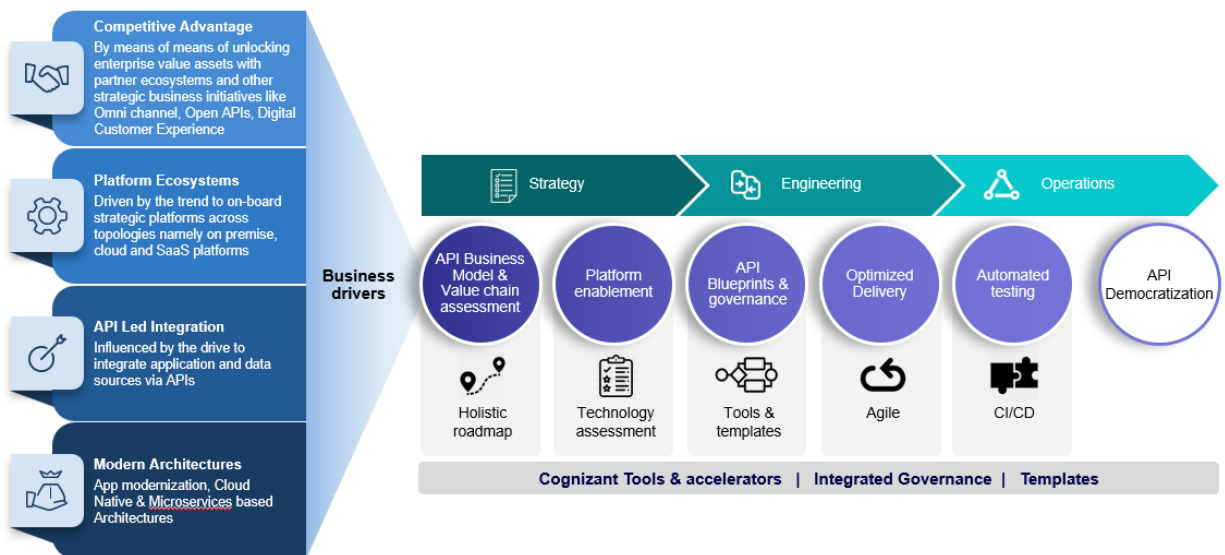 Competitive Advantage
By means of means of unlocking
enterprise value assets with
partner ecosystems and other
strategic business initiatives like
Omni channel, Open APIs, Digital
Customer Experience
Platform Ecosystems
Driven by the trend to on-board
strategic platforms across
topologies namely on premise,
cloud and SaaS platforms
API Led Integration
Influenced by the drive to
integrate application and data
sources via APIs
Modern Architectures
App modernization, Cloud
Native & Microservices based
Architectures
Business
drivers
Strategy
Engineering
Operations
API Business
Model &
Value chain
assessment
Platform
enablement
API
Blueprints &
governance
Optimized
Delivery
Automated
testing
API
Democratization
Holistic
roadmap
Technology
assessment
Tools &
templates
Agile
CI/CD
Cognizant Tools & accelerators | Integrated Governance | Templates